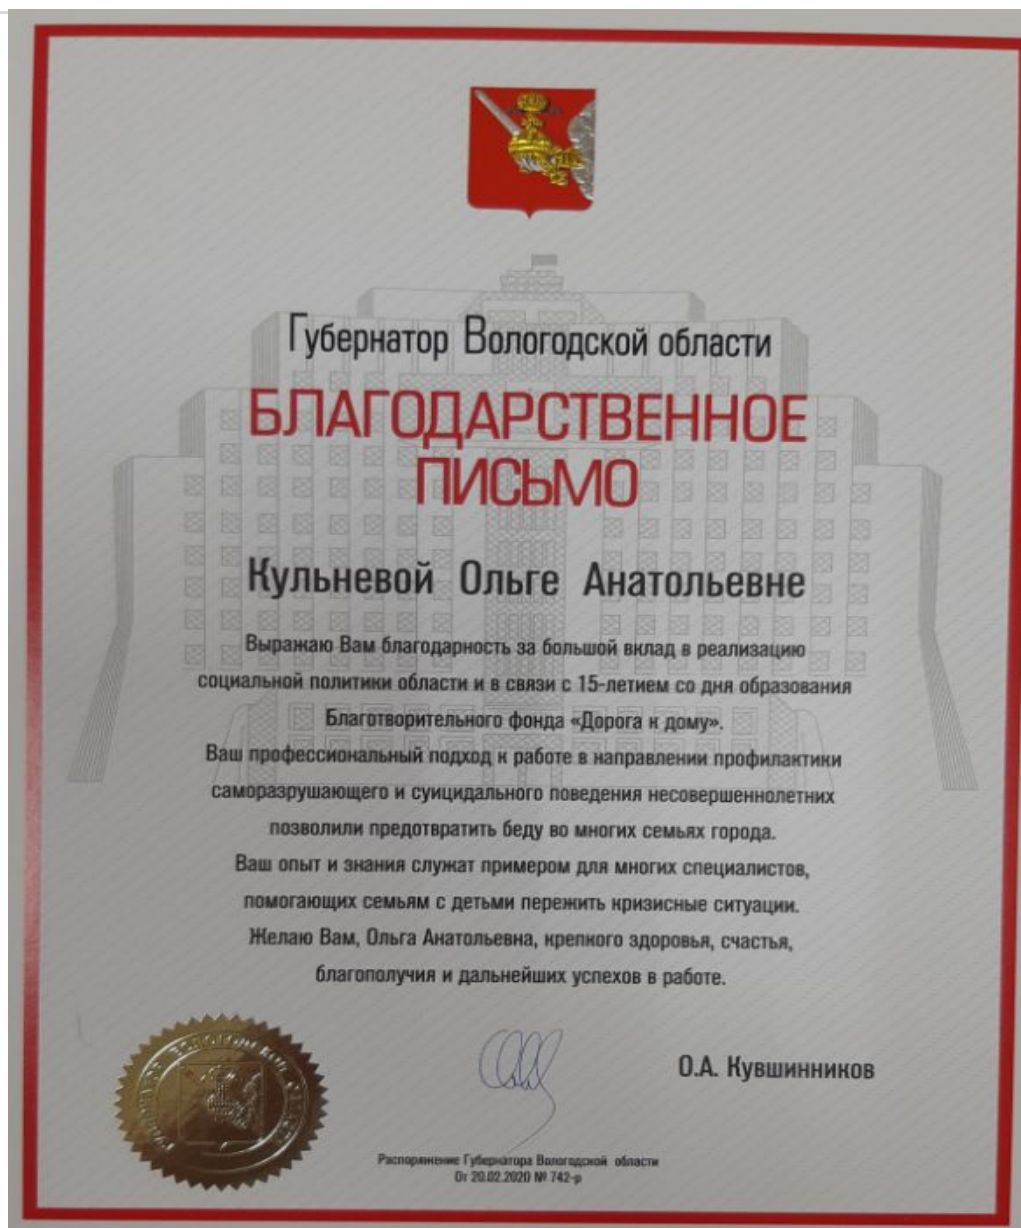 Губернатор Вологодской области
БЛАГОДАРСТВЕННОЕ
ПИСЬМО
Кульневой Ольге Анатольевне
Выражаю Вам благодарность за большой вклад в реализацию
социальной политики области и в связи с 15-летием со дня образования
Благотворительного фонда «Дорога к дому».
Ваш профессиональный подход к работе в направлении профилактики
саморазрушающего и суицидального поведения несовершеннолетних
позволили предотвратить беду во многих семьях города.
Ваш опыт и знания служат примером для многих специалистов,
помогающих семьям с детьми пережить кризисные ситуации.
Желаю Вам, Ольга Анатольевна, крепкого здоровья, счастья,
благополучия и дальнейших успехов в работе.
О.А. Кувшинников
Распоряжение Губернатора Вологодской области
От 20.02.2020 № 742-р